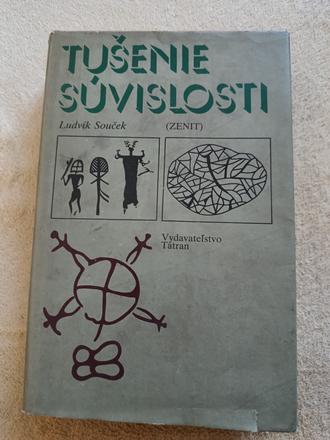 TUŠENIE
SÚVISLOSTI
Ludvík Souček (ZENIT)
Vydavateľstvo
Tatran